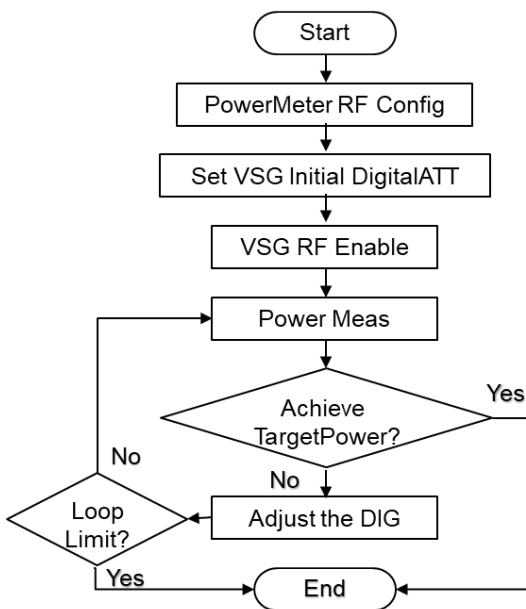 Start
PowerMeter RF Config
Set VSG Initial DigitalATT
VSG RF Enable
Power Meas
Achieve
TargetPower?
Yes
No
Adjust the DIG
No
Loop
Limit?
Yes
End